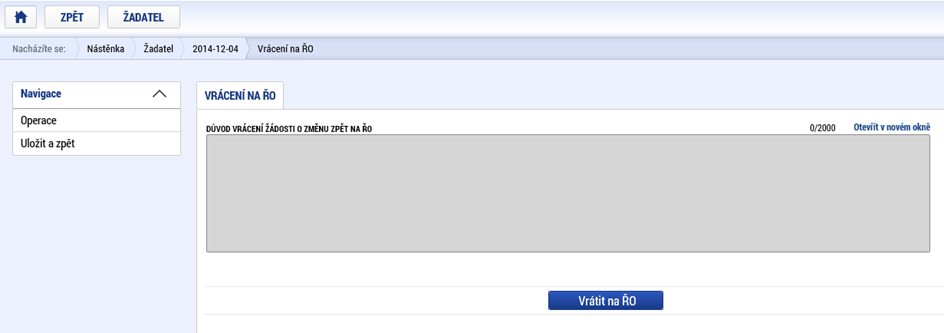 ZPĚT ŽADATEL
Nacházíte se: Nástěnka Žadatel 2014-12-04 Vrácení na ŘO
Navigace
Operace
Uložit a zpět
VRÁCENÍ NA ŘO
DŮVOD VRÁCENÍ ŽÁDOSTI O ZMĚNU ZPĚT NA ŘO 0/2000 Otevřít v novém okně
Vrátit na ŘO